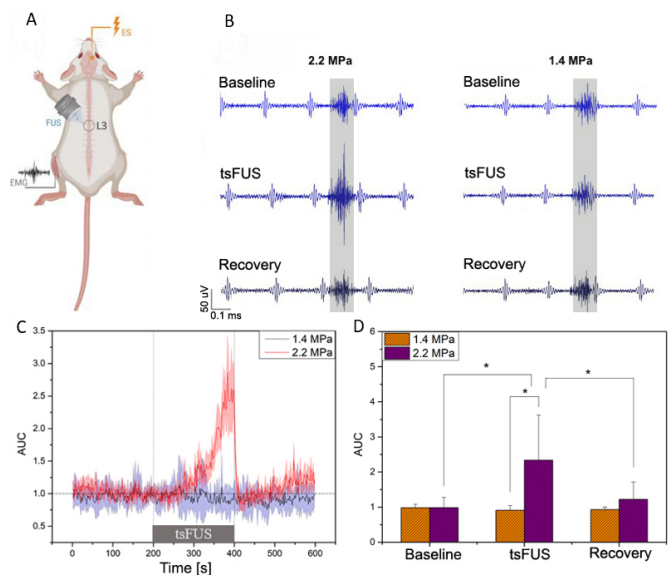 A
ES
FUS
L3
EMG
B
2.2 MPa
1.4 MPa
Baseline
Baseline
tsFUS
tsFUS
Recovery
Recovery
50 uV
0.1 ms
C
1.4 MPa
2.2 MPa
AUC
3.5
3.0
2.5
2.0
1.5
1.0
0.5
tsFUS
0 100 200 300 400 500 600
Time [s]
D
1.4 MPa
2.2 MPa
AUC
6
5
4
3
2
1
0
* * *
Baseline tsFUS Recovery